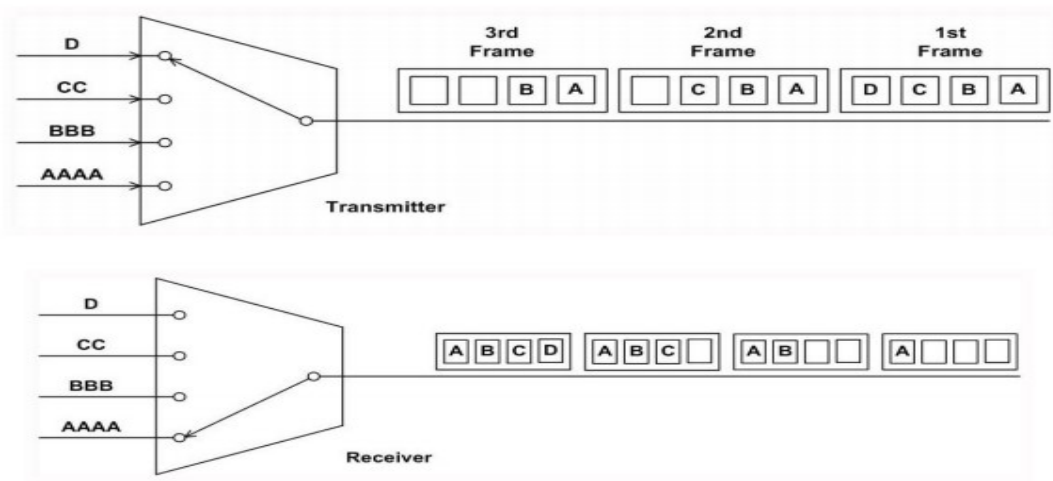 D
CC
BBB
AAAA
3rd
Frame
2nd
Frame
1st
Frame
B A
C B A
D C B A
Transmitter
D
CC
BBB
AAAA
A B C D
A B C
A B
A
Receiver